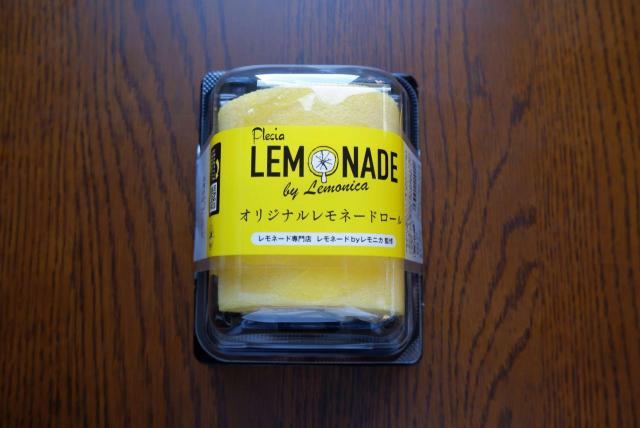 Plecia
LEMONADE
by Lemonica
オリジナルレモネードロール
レモネード専門店 レモネードbyレモニカ監修